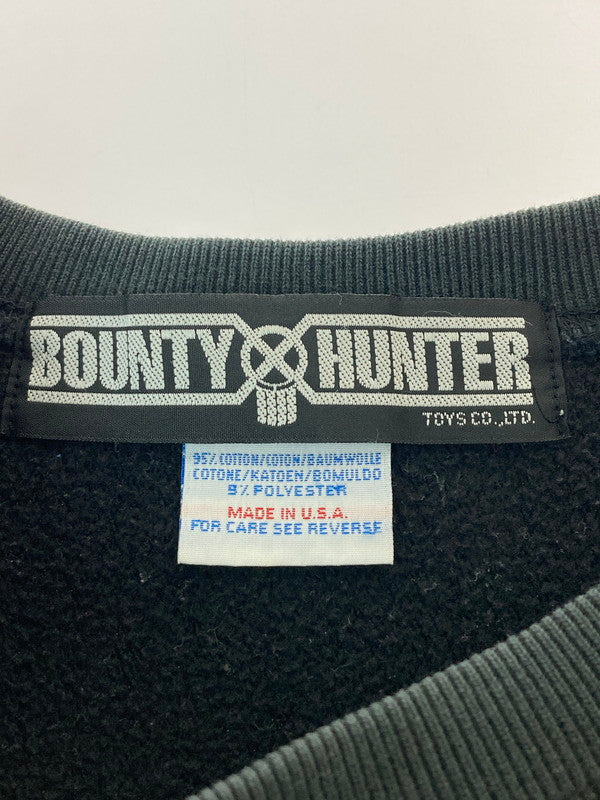 BOUNTY HUNTER
TOYS CO.,LTD.
95% COTTON/COTON/BAUMWOLLE
COTONE/KATOEN/BOMULDO
9% POLYESTER
MADE IN U.S.A.
FOR CARE SEE REVERSE